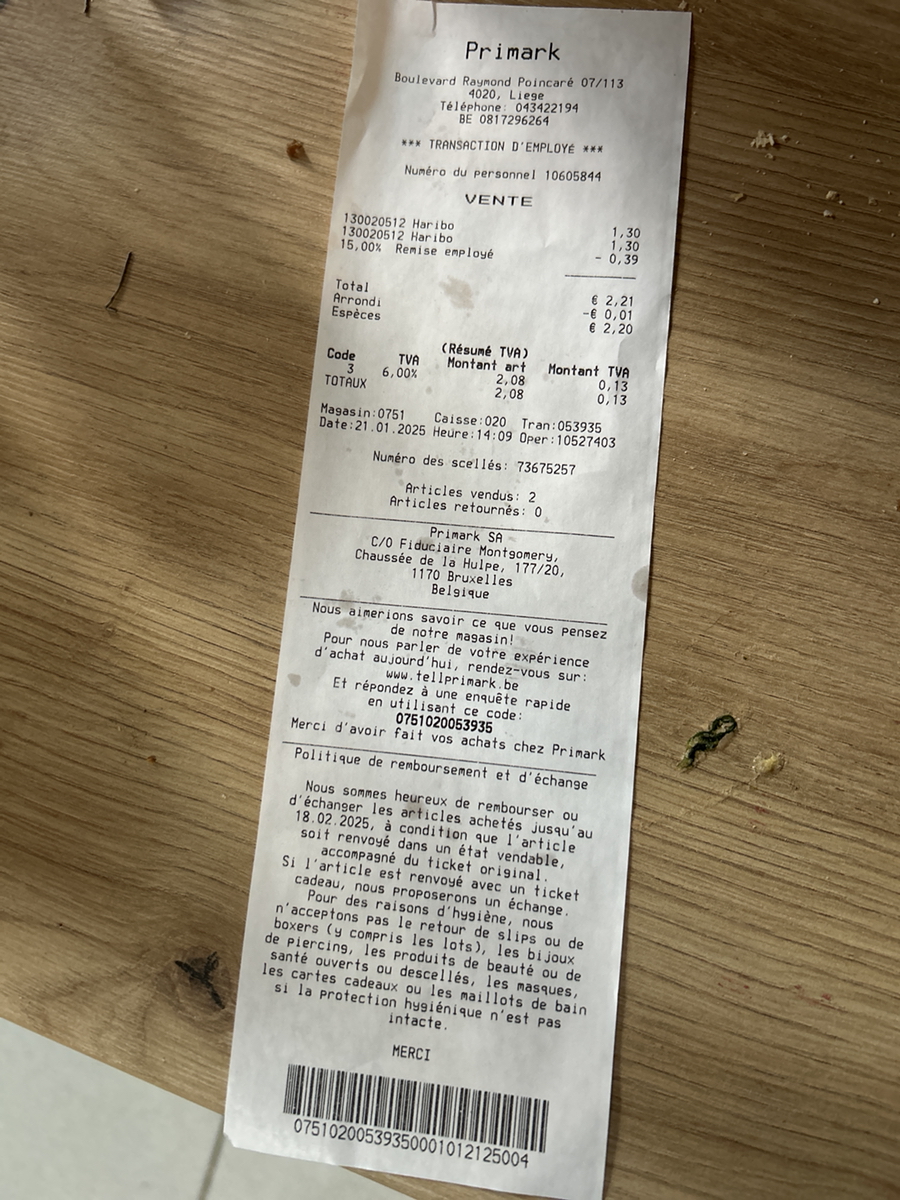 Primark
Boulevard Raymond Poincaré 07/113
4020, Liege
Téléphone: 043422194
BE 0817296264
*** TRANSACTION D'EMPLOYÉ ***
Numéro du personnel 10605844
VENTE
130020512 Haribo 1,30
130020512 Haribo 1,30
15,00% Remise employé - 0,39
Total € 2,21
Arrondi -€ 0,01
Espèces € 2,20
(Résumé TVA)
Code TVA Montant art Montant TVA
3 6,00% 2,08 0,13
TOTAUX 2,08 0,13
Magasin:0751 Caisse:020 Tran:053935
Date:21.01.2025 Heure:14:09 Oper:10527403
Numéro des scellés: 73675257
Articles vendus: 2
Articles retournés: 0
Primark SA
C/O Fiduciaire Montgomery,
Chaussée de la Hulpe, 177/20,
1170 Bruxelles
Belgique
Nous aimerions savoir ce que vous pensez
de notre magasin!
Pour nous parler de votre expérience
d'achat aujourd'hui, rendez-vous sur:
www.tellprimark.be
Et répondez à une enquête rapide
en utilisant ce code:
0751020053935
Merci d'avoir fait vos achats chez Primark
Politique de remboursement et d'échange
Nous sommes heureux de rembourser ou
d'échanger les articles achetés jusqu'au
18.02.2025, à condition que l'article
soit renvoyé dans un état vendable,
accompagné du ticket original.
Si l'article est renvoyé avec un ticket
cadeau, nous proposerons un échange.
Pour des raisons d'hygiène, nous
n'acceptons pas le retour de slips ou de
boxers (y compris les lots), les bijoux
de piercing, les produits de beauté ou de
santé ouverts ou descellés, les masques,
les cartes cadeaux ou les maillots de bain
si la protection hygiénique n'est pas
intacte.
MERCI
07510200539350001012125004